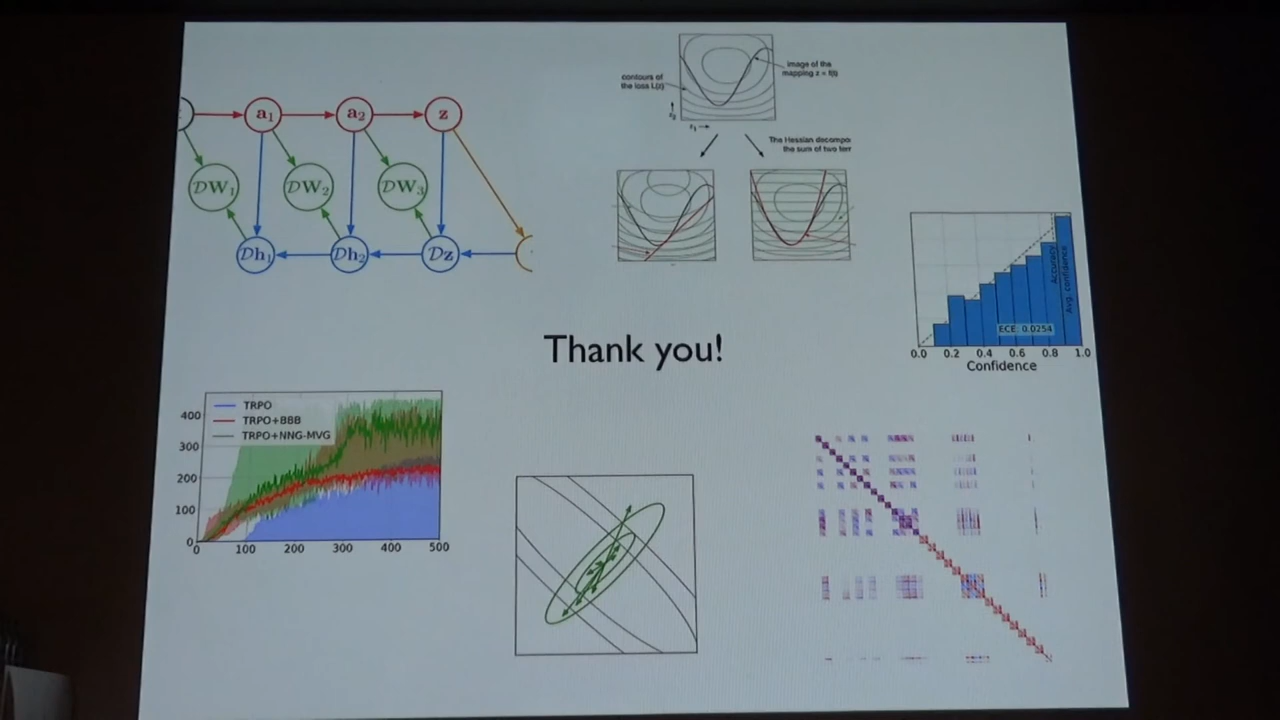 image of the
mapping z = f(t)
contours of
the loss L(z)
The Hessian decompo
the sum of two terr
a₁
a₂
z
𝒟W₁
𝒟W₂
𝒟W₃
𝒟h₁
𝒟h₂
𝒟z
Accuracy
Avg. confidence
ECE: 0.0254
0.0 0.2 0.4 0.6 0.8 1.0
Confidence
Thank you!
TRPO
TRPO+BBB
TRPO+NNG-MVG
400
300
200
100
0
0 100 200 300 400 500